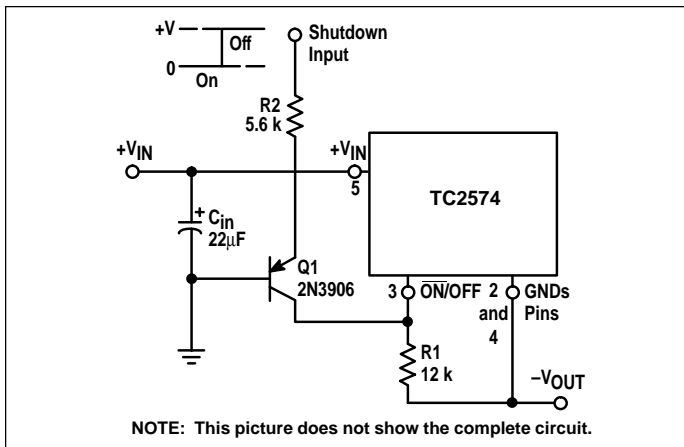 +V
Off
0
On
Shutdown
Input
R2
5.6 k
+VIN
+VIN
5
TC2574
Cin
22µF
+
Q1
2N3906
3
ON/OFF
2
and
4
GNDs
Pins
R1
12 k
–VOUT
NOTE: This picture does not show the complete circuit.